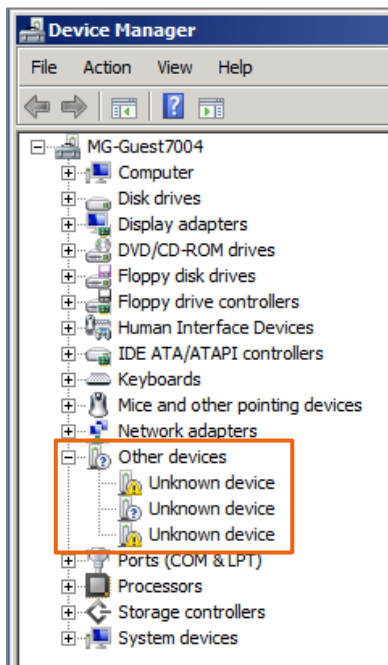 Device Manager
File Action View Help
MG-Guest7004
Computer
Disk drives
Display adapters
DVD/CD-ROM drives
Floppy disk drives
Floppy drive controllers
Human Interface Devices
IDE ATA/ATAPI controllers
Keyboards
Mice and other pointing devices
Network adapters
Other devices
Unknown device
Unknown device
Unknown device
Ports (COM & LPT)
Processors
Storage controllers
System devices